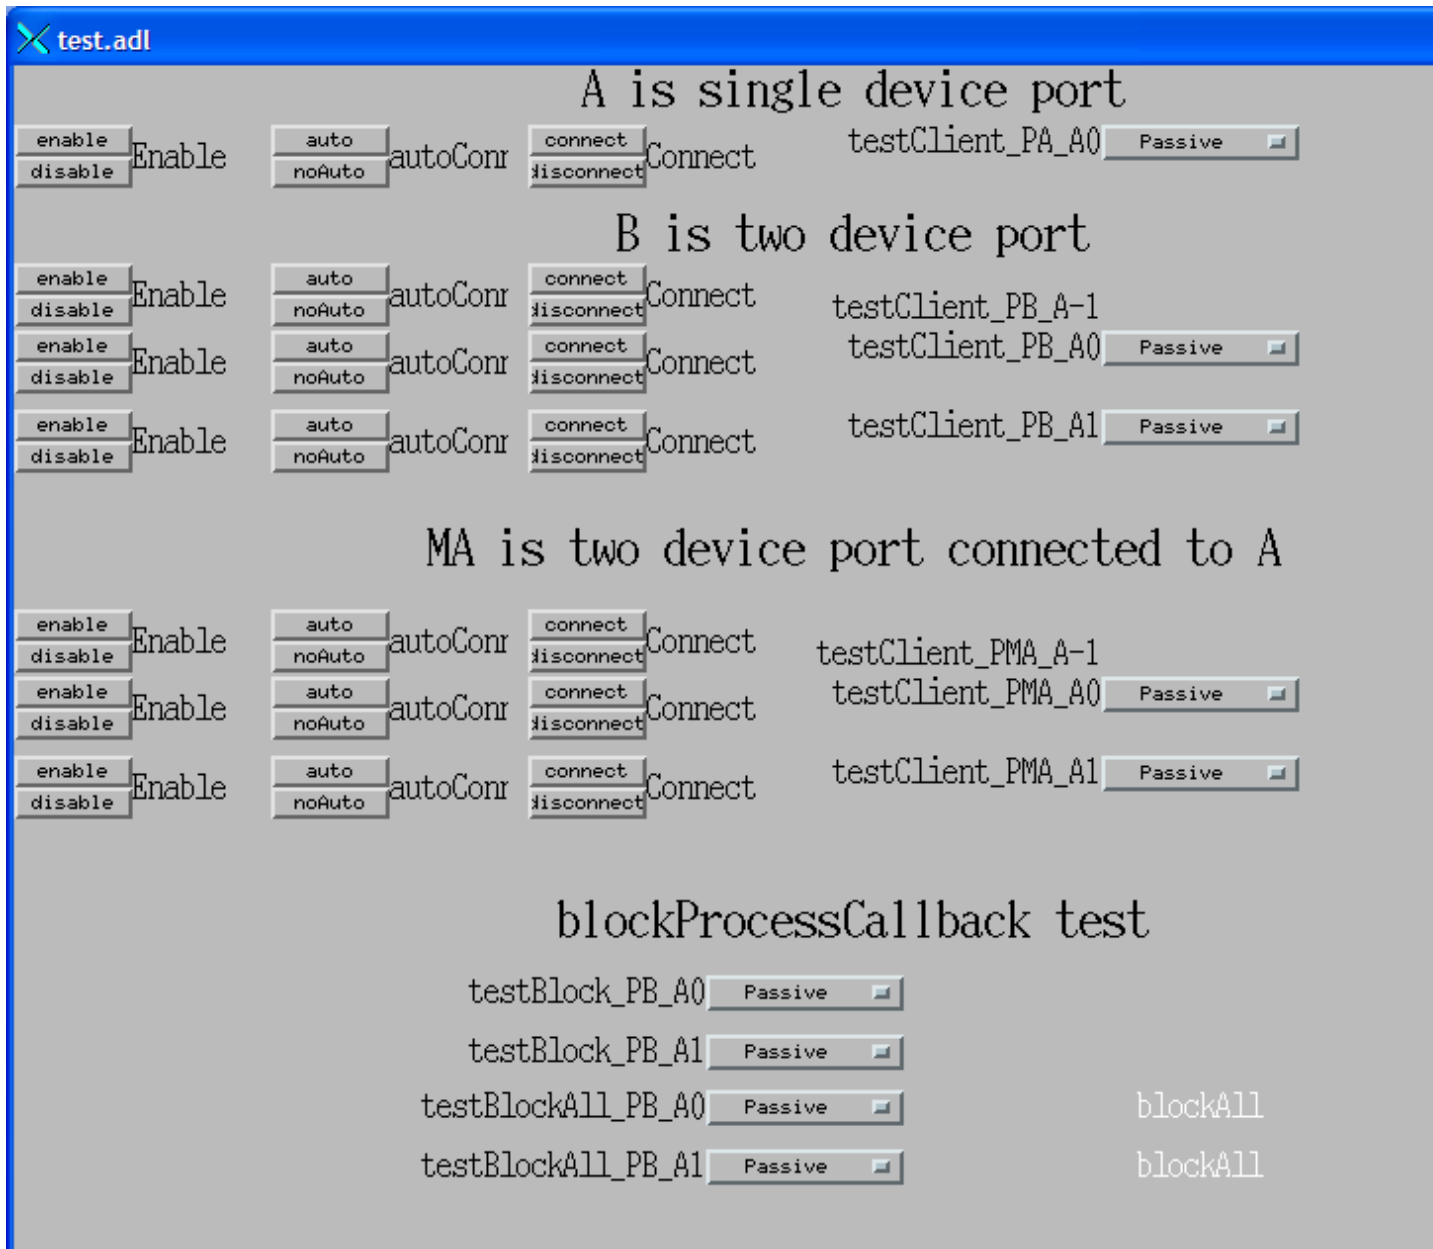 test.adl
A is single device port
enable auto connect testClient_PA_A0 Passive
Enable autoConr Connect
disable noAuto disconnect
B is two device port
enable auto connect
Enable autoConr Connect testClient_PB_A-1
disable noAuto disconnect
enable auto connect testClient_PB_A0 Passive
Enable autoConr Connect
disable noAuto disconnect
enable auto connect testClient_PB_A1 Passive
Enable autoConr Connect
disable noAuto disconnect
MA is two device port connected to A
enable auto connect
Enable autoConr Connect testClient_PMA_A-1
disable noAuto disconnect
enable auto connect testClient_PMA_A0 Passive
Enable autoConr Connect
disable noAuto disconnect
enable auto connect testClient_PMA_A1 Passive
Enable autoConr Connect
disable noAuto disconnect
blockProcessCallback test
testBlock_PB_A0 Passive
testBlock_PB_A1 Passive
testBlockAll_PB_A0 Passive blockAll
testBlockAll_PB_A1 Passive blockAll